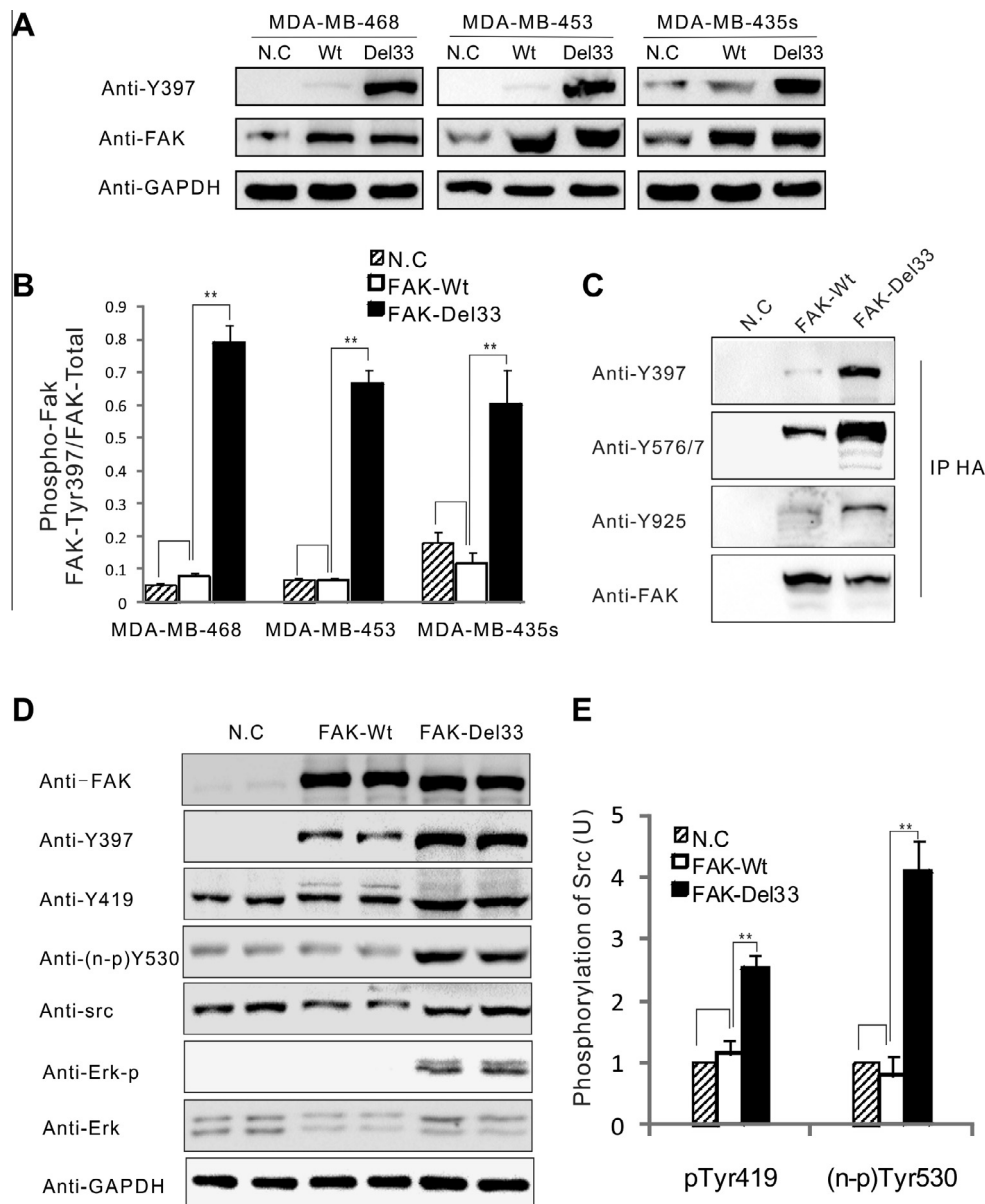 A
MDA-MB-468 MDA-MB-453 MDA-MB-435s
N.C Wt Del33 N.C Wt Del33 N.C Wt Del33
Anti-Y397
Anti-FAK
Anti-GAPDH
B
N.C
FAK-Wt
FAK-Del33
Phospho-Fak
FAK-Tyr397/FAK-Total
0.9
0.8
0.7
0.6
0.5
0.4
0.3
0.2
0.1
0
** ** **
MDA-MB-468 MDA-MB-453 MDA-MB-435s
C
N.C FAK-Wt FAK-Del33
Anti-Y397
Anti-Y576/7
Anti-Y925
Anti-FAK
IP HA
D
N.C FAK-Wt FAK-Del33
Anti-FAK
Anti-Y397
Anti-Y419
Anti-(n-p)Y530
Anti-src
Anti-Erk-p
Anti-Erk
Anti-GAPDH
E
Phosphorylation of Src (U)
5
4
3
2
1
0
N.C
FAK-Wt
FAK-Del33
** **
pTyr419 (n-p)Tyr530